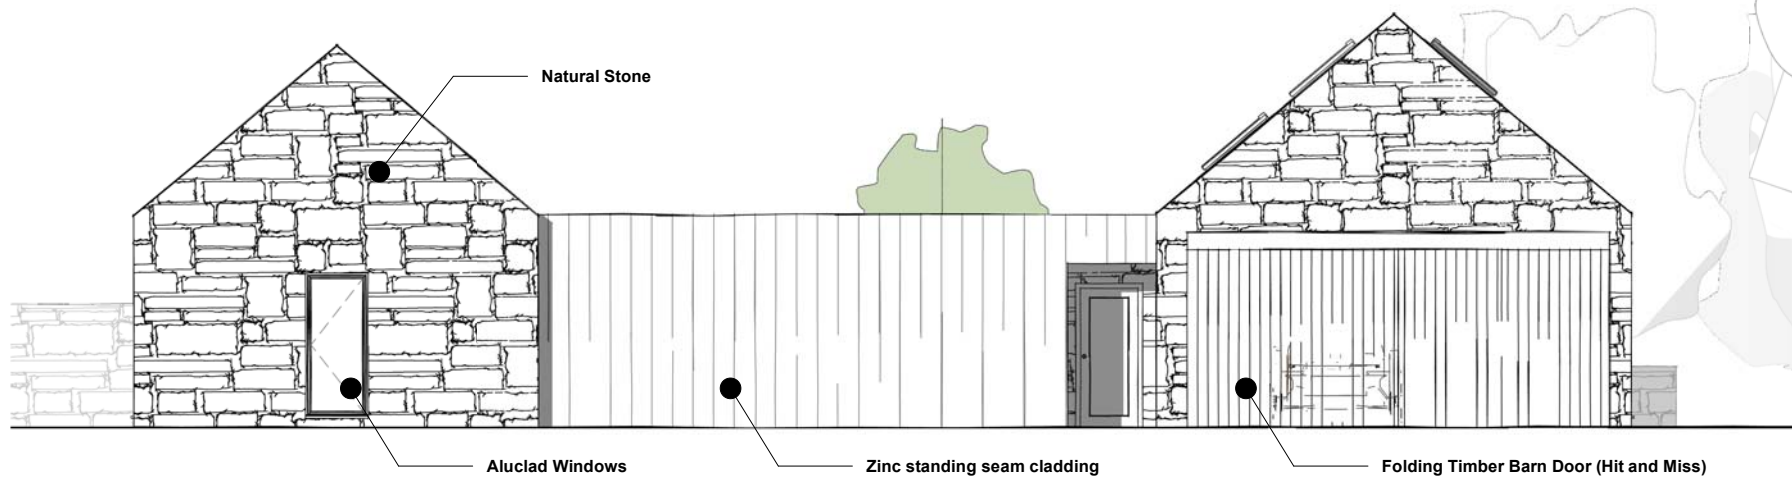 Natural Stone
Aluclad Windows
Zinc standing seam cladding
Folding Timber Barn Door (Hit and Miss)